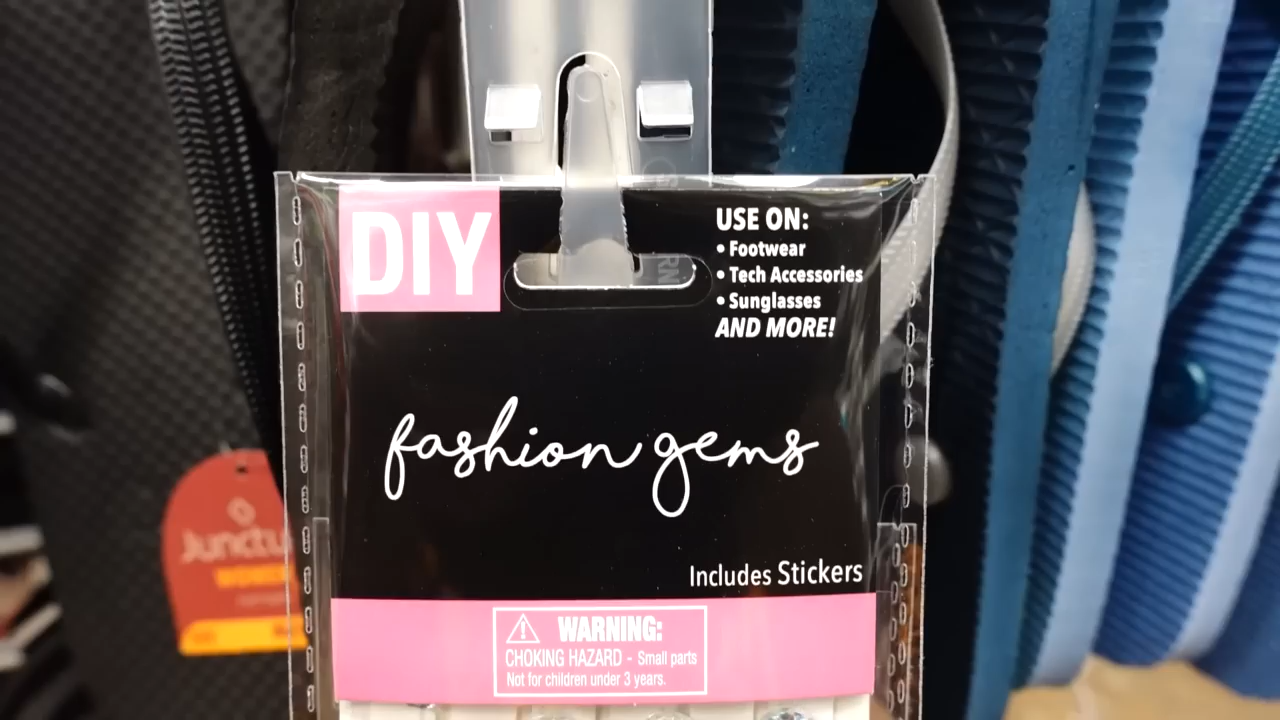 DIY
USE ON:
• Footwear
• Tech Accessories
• Sunglasses
AND MORE!
fashion gems
Includes Stickers
WARNING:
CHOKING HAZARD - Small parts
Not for children under 3 years.